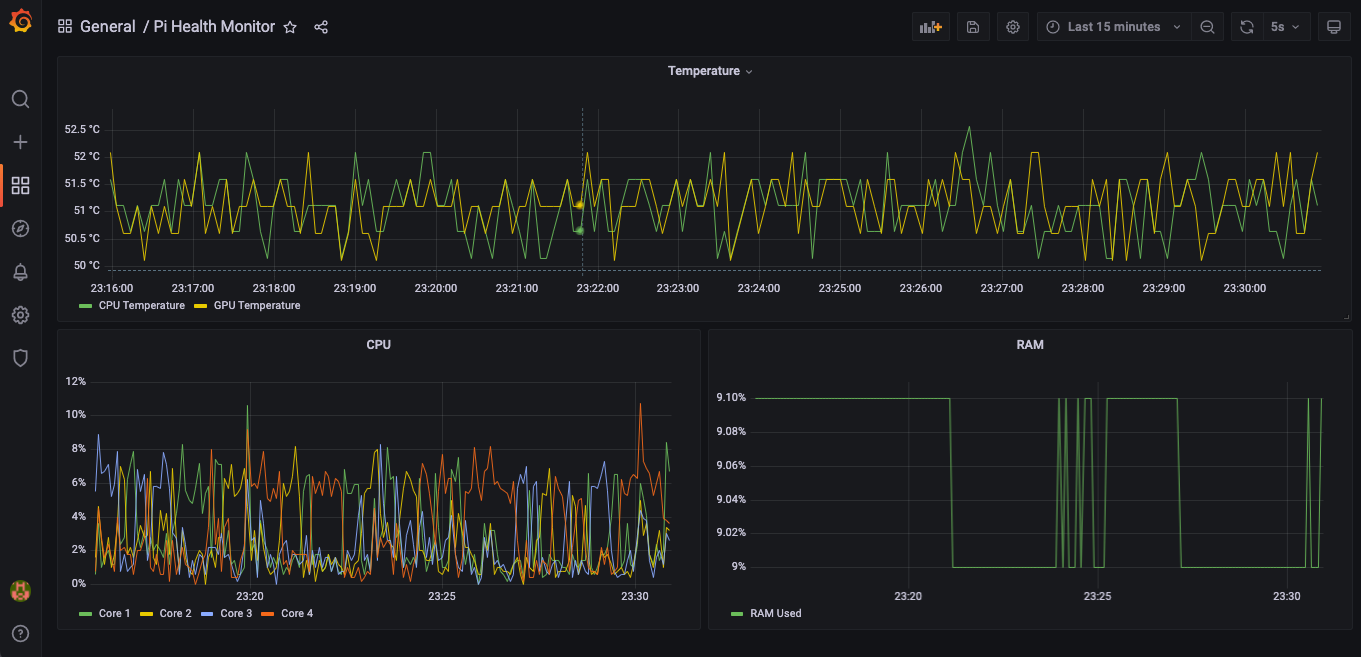 General / Pi Health Monitor
Last 15 minutes
5s
Temperature
52.5 °C
52 °C
51.5 °C
51 °C
50.5 °C
50 °C
23:16:00 23:17:00 23:18:00 23:19:00 23:20:00 23:21:00 23:22:00 23:23:00 23:24:00 23:25:00 23:26:00 23:27:00 23:28:00 23:29:00 23:30:00
CPU Temperature GPU Temperature
CPU
12%
10%
8%
6%
4%
2%
0%
23:20 23:25 23:30
Core 1 Core 2 Core 3 Core 4
RAM
9.10%
9.08%
9.06%
9.04%
9.02%
9%
23:20 23:25 23:30
RAM Used